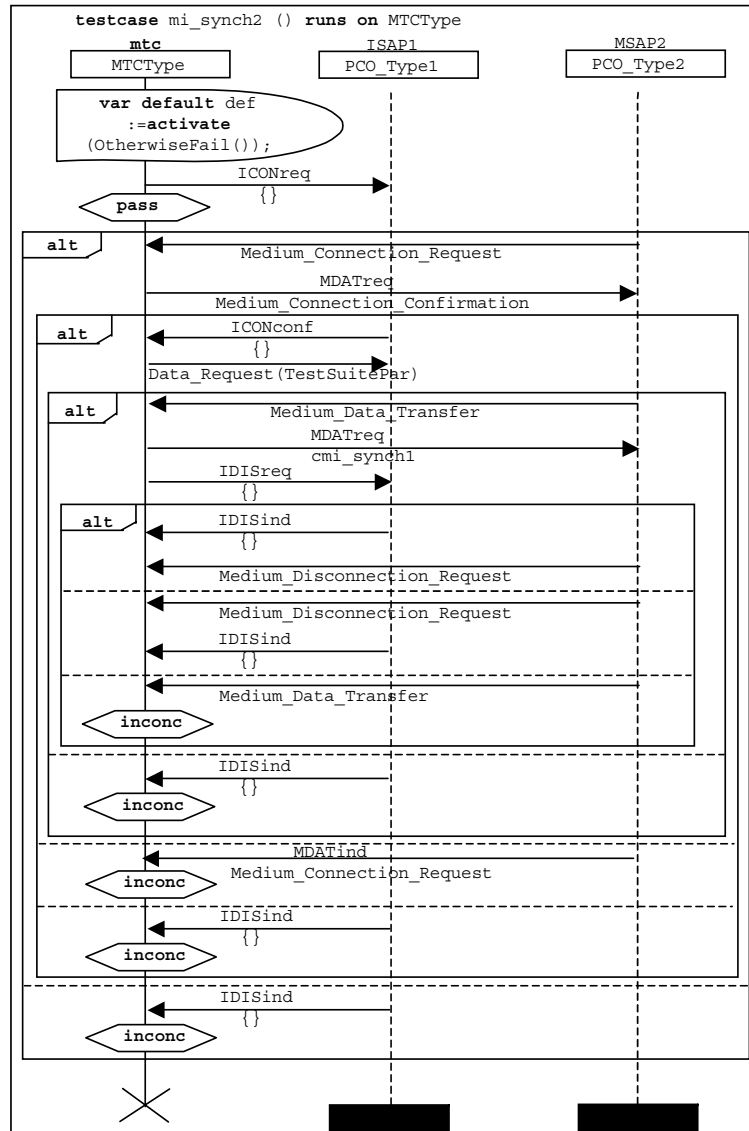 testcase mi_synch2 () runs on MTCType
mtc ISAP1 MSAP2
MTCType PCO_Type1 PCO_Type2
var default def
:=activate
(OtherwiseFail());
ICONreq
{}
pass
alt
Medium_Connection_Request
MDATreq
Medium_Connection_Confirmation
alt
ICONconf
{}
Data_Request(TestSuitePar)
alt
Medium_Data_Transfer
MDATreq
cmi_synch1
IDISreq
{}
alt
IDISind
{}
Medium_Disconnection_Request
Medium_Disconnection_Request
IDISind
{}
Medium_Data_Transfer
inconc
IDISind
{}
inconc
MDATind
Medium_Connection_Request
inconc
IDISind
{}
inconc
IDISind
{}
inconc